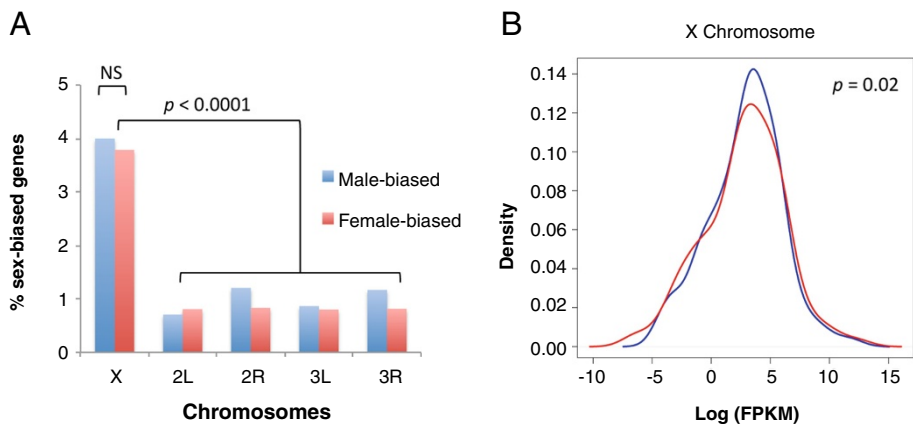 A
NS
p < 0.0001
5
4
3
2
1
0
% sex-biased genes
Male-biased
Female-biased
X
2L
2R
3L
3R
Chromosomes
B
X Chromosome
p = 0.02
0.14
0.12
0.10
0.08
0.06
0.04
0.02
0.00
Density
-10
-5
0
5
10
15
Log (FPKM)